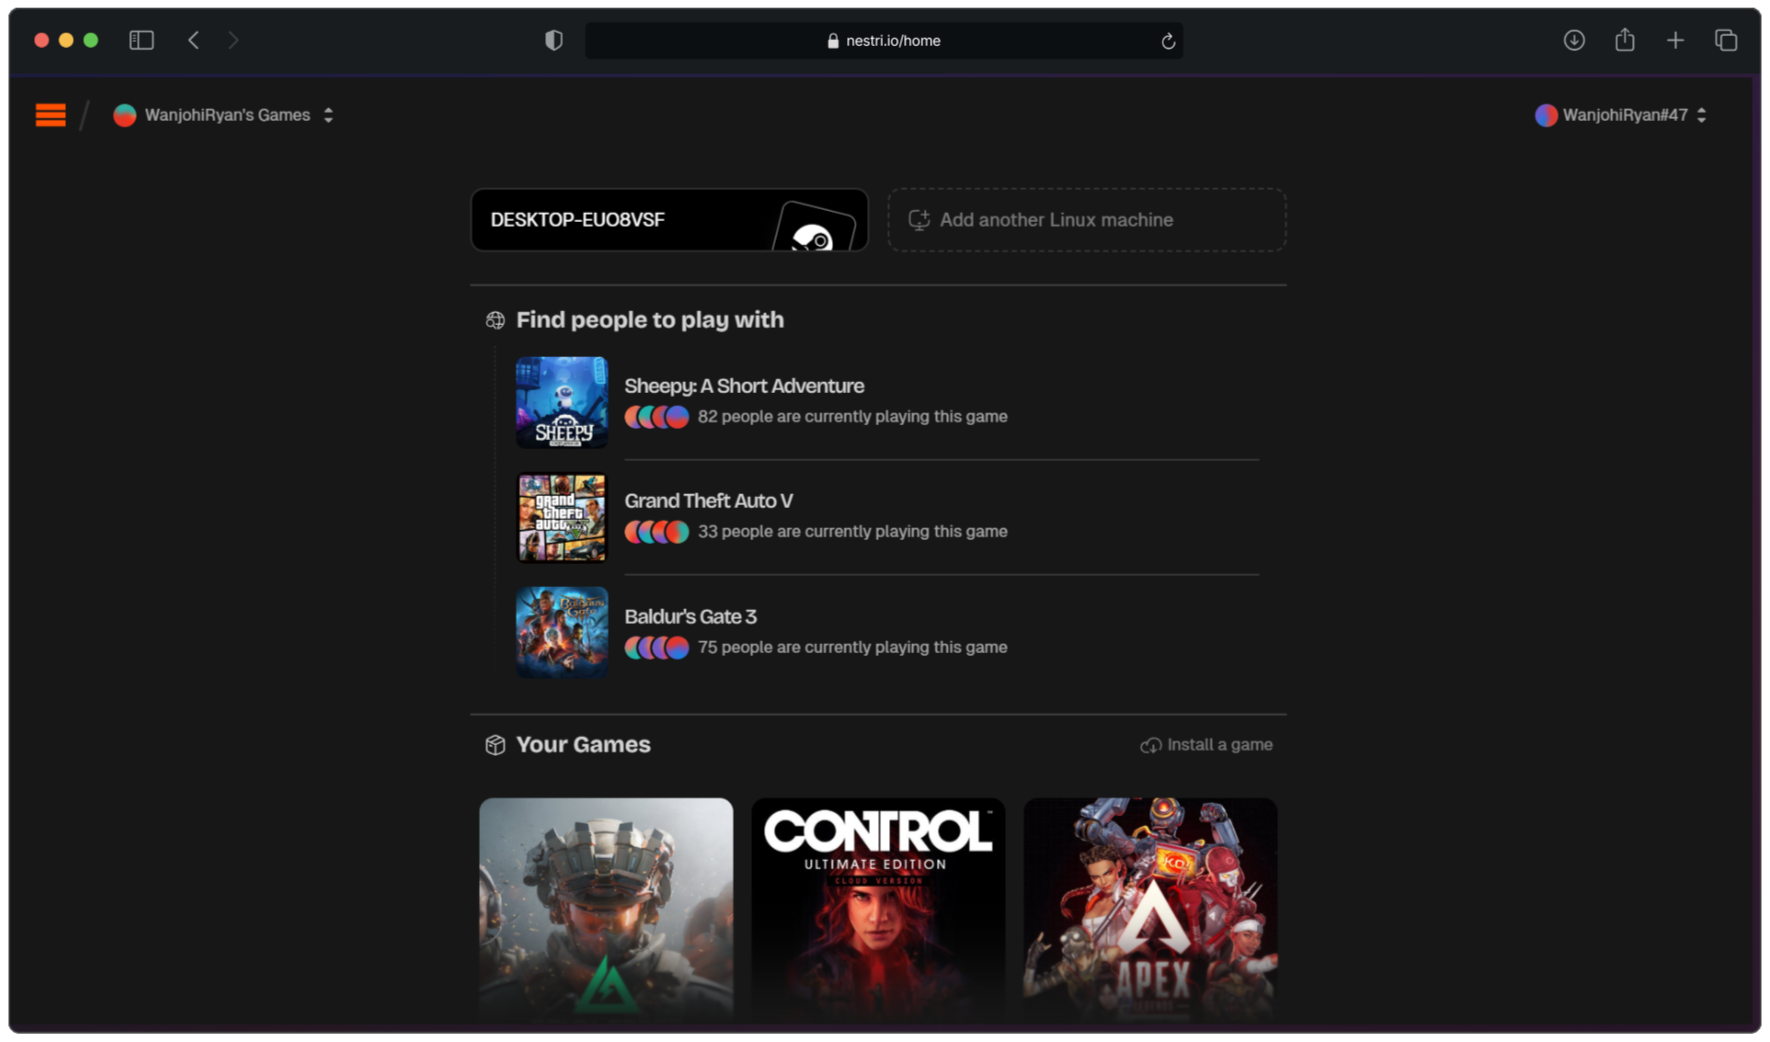 nestri.io/home
WanjohiRyan's Games
WanjohiRyan#47
DESKTOP-EUO8VSF
Add another Linux machine
Find people to play with
SHEEPY
Sheepy: A Short Adventure
82 people are currently playing this game
grand
theft
auto
Grand Theft Auto V
33 people are currently playing this game
Baldur's Gate
Baldur's Gate 3
75 people are currently playing this game
Your Games
Install a game
CONTROL
ULTIMATE EDITION
CLOUD VERSION
APEX
LEGENDS